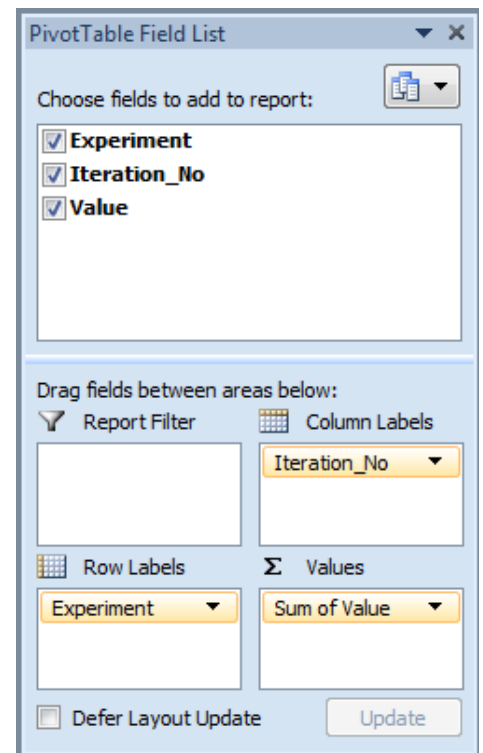 PivotTable Field List
Choose fields to add to report:
Experiment
Iteration_No
Value
Drag fields between areas below:
Report Filter
Column Labels
Iteration_No
Row Labels
Σ Values
Experiment
Sum of Value
Defer Layout Update
Update